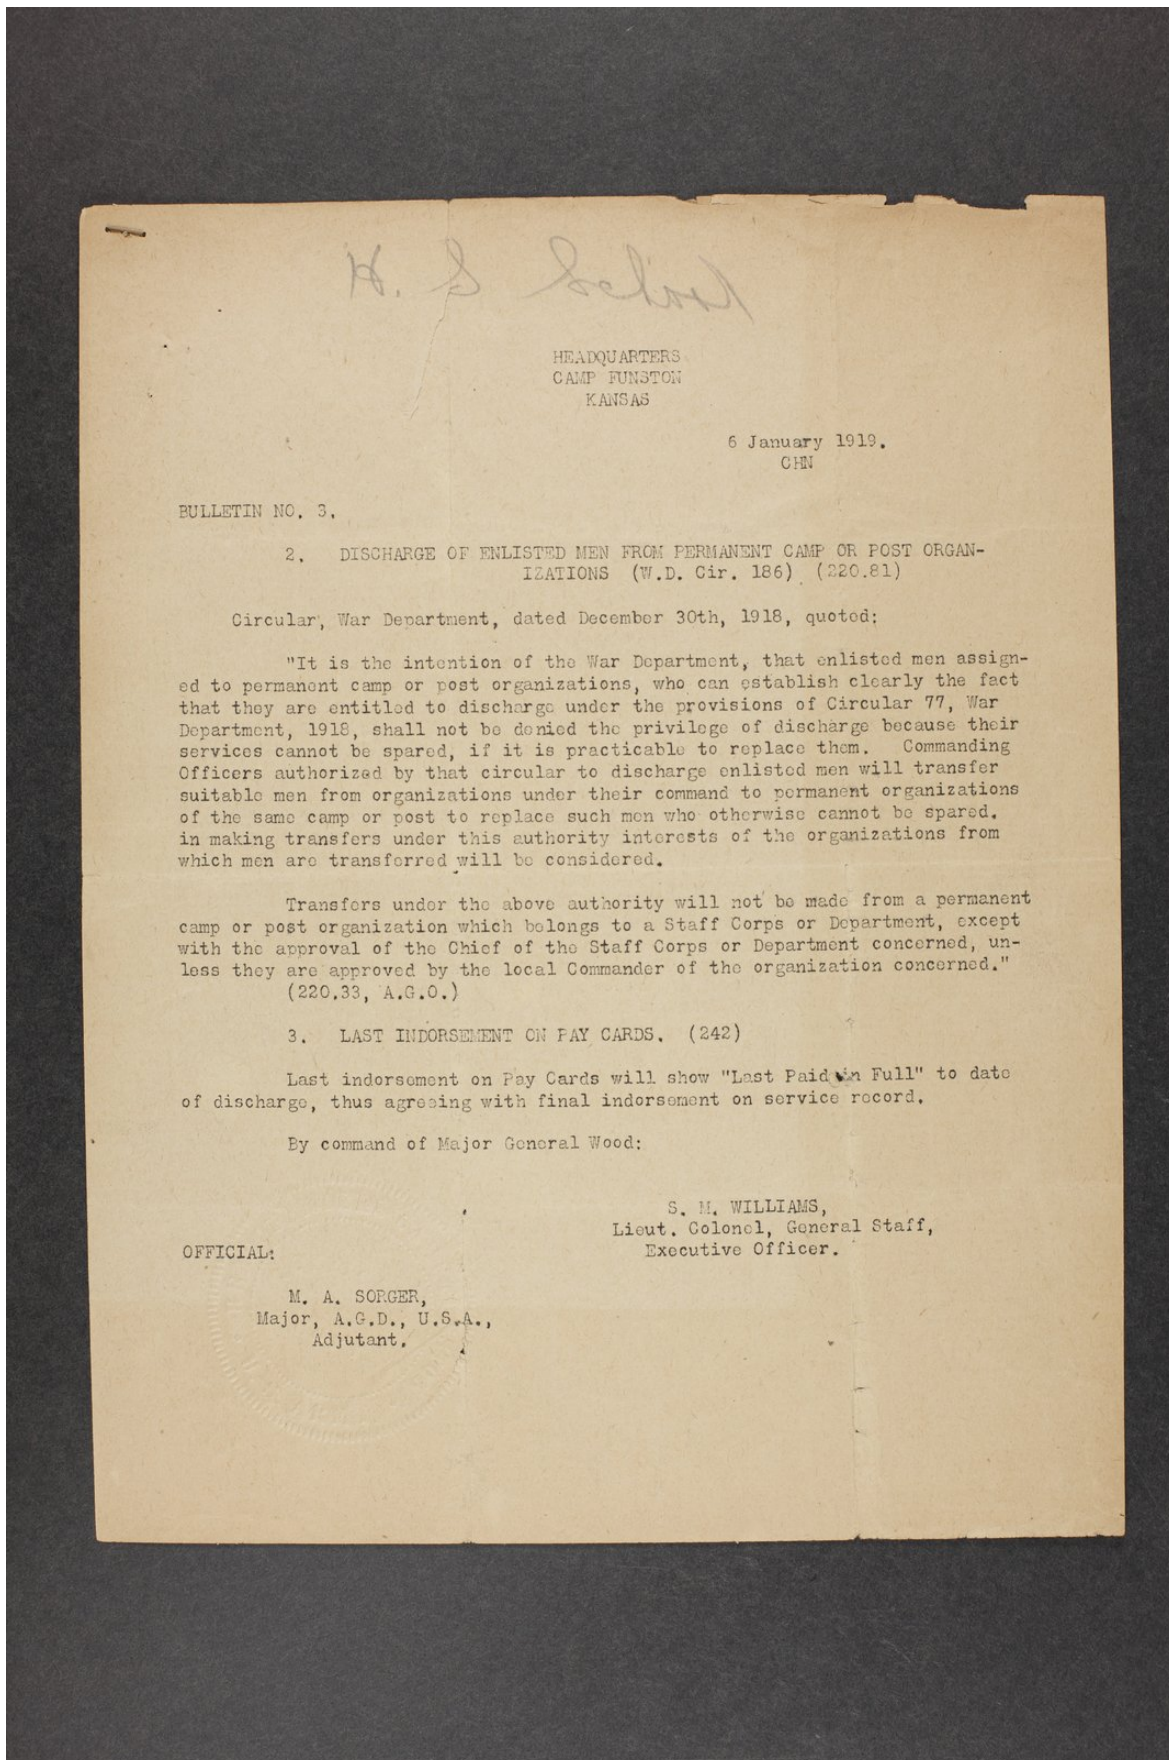 H. S School
HEADQUARTERS
CAMP FUNSTON
KANSAS
6 January 1919.
CHN
BULLETIN NO. 3.
2. DISCHARGE OF ENLISTED MEN FROM PERMANENT CAMP OR POST ORGAN-
IZATIONS (W.D. Cir. 186) (220.81)
Circular, War Department, dated December 30th, 1918, quoted:
"It is the intention of the War Department, that enlisted men assign-
ed to permanent camp or post organizations, who can establish clearly the fact
that they are entitled to discharge under the provisions of Circular 77, War
Department, 1918, shall not be denied the privilege of discharge because their
services cannot be spared, if it is practicable to replace them. Commanding
Officers authorized by that circular to discharge enlisted men will transfer
suitable men from organizations under their command to permanent organizations
of the same camp or post to replace such men who otherwise cannot be spared.
in making transfers under this authority interests of the organizations from
which men are transferred will be considered.
Transfers under the above authority will not be made from a permanent
camp or post organization which belongs to a Staff Corps or Department, except
with the approval of the Chief of the Staff Corps or Department concerned, un-
less they are approved by the local Commander of the organization concerned."
(220.33, A.G.O.)
3. LAST INDORSEMENT ON PAY CARDS. (242)
Last indorsement on Pay Cards will show "Last Paid in Full" to date
of discharge, thus agreeing with final indorsement on service record.
By command of Major General Wood:
S. M. WILLIAMS,
Lieut. Colonel, General Staff,
Executive Officer.
OFFICIAL:
M. A. SORGER,
Major, A.G.D., U.S.A.,
Adjutant.